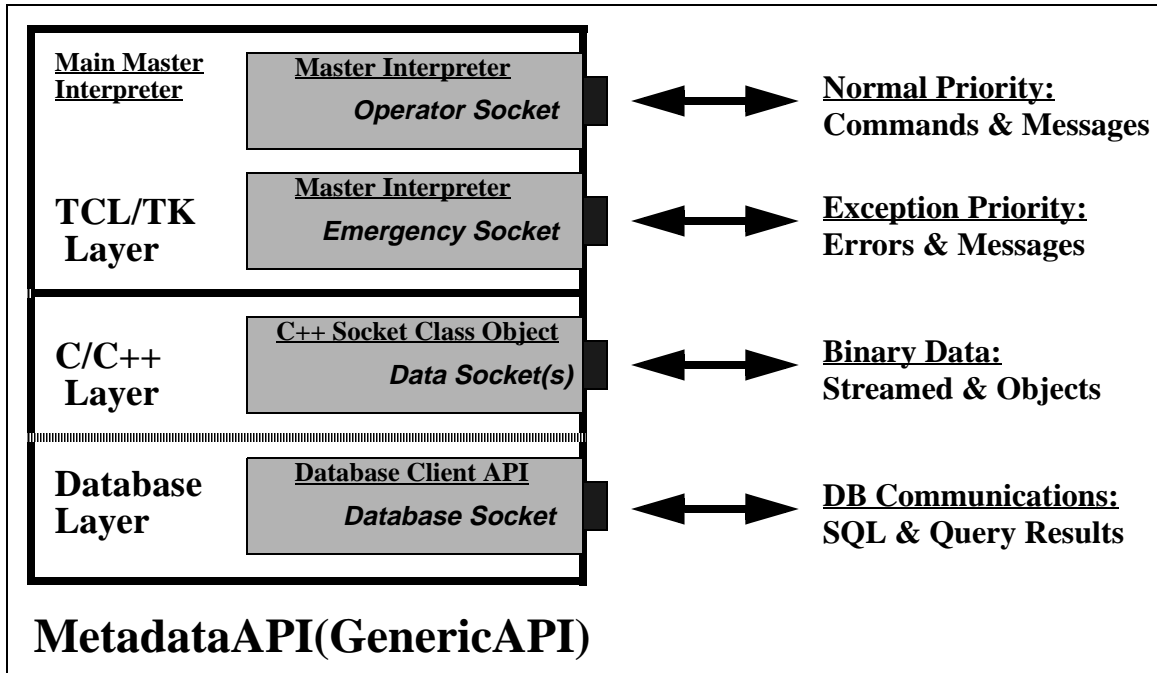 Main Master
Interpreter
Master Interpreter
Operator Socket
Normal Priority:
Commands & Messages
TCL/TK
Layer
Master Interpreter
Emergency Socket
Exception Priority:
Errors & Messages
C/C++
Layer
C++ Socket Class Object
Data Socket(s)
Binary Data:
Streamed & Objects
Database
Layer
Database Client API
Database Socket
DB Communications:
SQL & Query Results
MetadataAPI(GenericAPI)